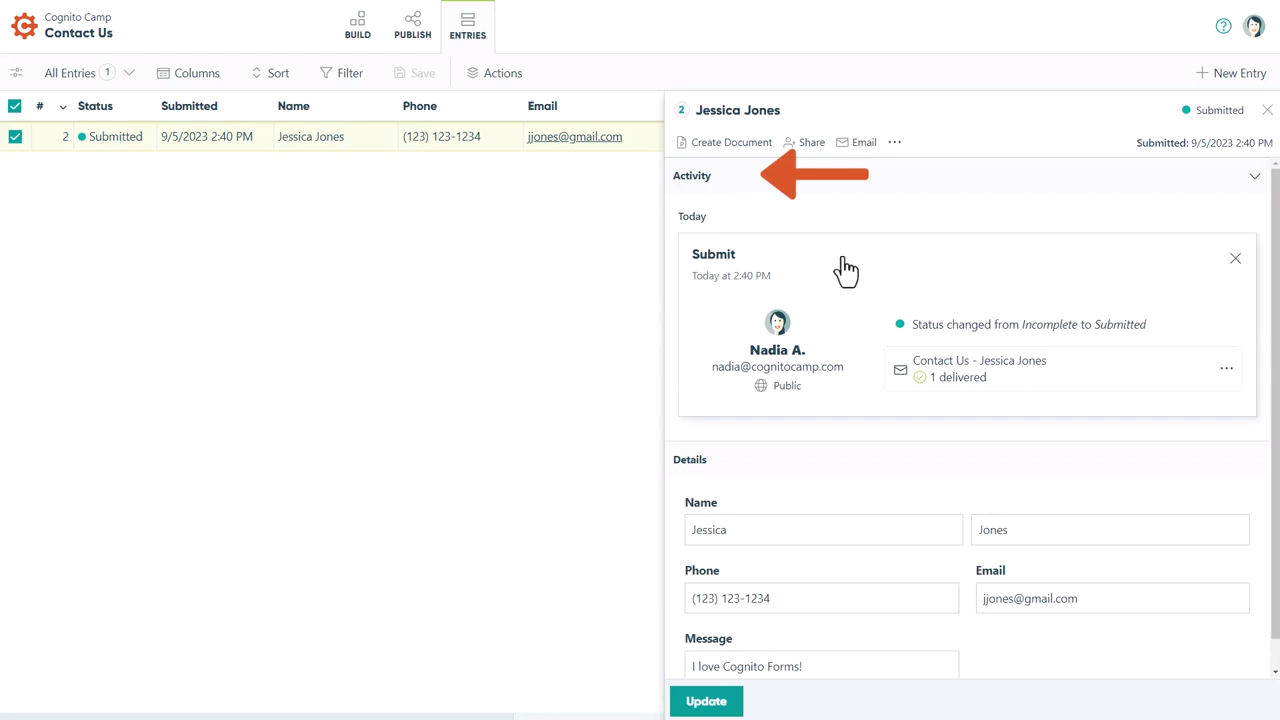 Cognito Camp
Contact Us
BUILD
PUBLISH
ENTRIES
?
All Entries 1
Columns
Sort
Filter
Save
Actions
New Entry
# Status Submitted Name Phone Email
2 Submitted 9/5/2023 2:40 PM Jessica Jones (123) 123-1234 jjones@gmail.com
2 Jessica Jones
Submitted
Create Document
Share
Email
Submitted: 9/5/2023 2:40 PM
Activity
Today
Submit
Today at 2:40 PM
Nadia A.
nadia@cognitocamp.com
Public
Status changed from Incomplete to Submitted
Contact Us - Jessica Jones
1 delivered
Details
Name
Jessica
Jones
Phone
Email
(123) 123-1234
jjones@gmail.com
Message
I love Cognito Forms!
Update